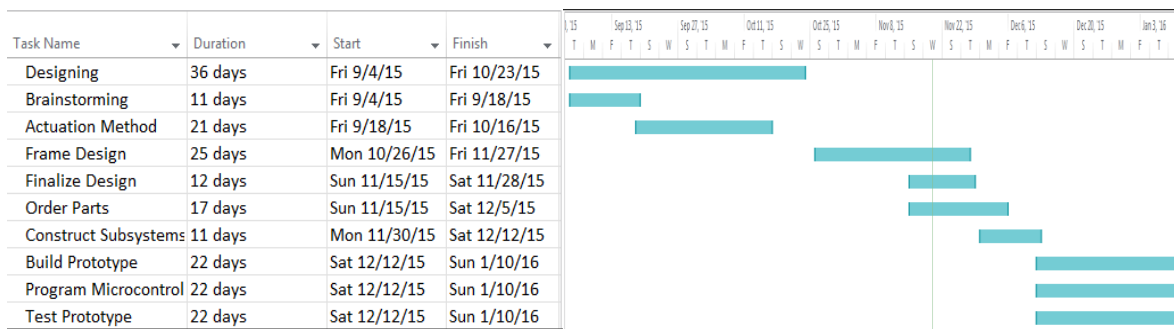 , '15 Sep 13, '15 Sep 27, '15 Oct 11, '15 Oct 25, '15 Nov 8, '15 Nov 22, '15 Dec 6, '15 Dec 20, '15 Jan 3, '16
Task Name Duration Start Finish T M F T S W S T M F T S W S T M F T S W S T M F T S W S T M F T
Designing 36 days Fri 9/4/15 Fri 10/23/15
Brainstorming 11 days Fri 9/4/15 Fri 9/18/15
Actuation Method 21 days Fri 9/18/15 Fri 10/16/15
Frame Design 25 days Mon 10/26/15 Fri 11/27/15
Finalize Design 12 days Sun 11/15/15 Sat 11/28/15
Order Parts 17 days Sun 11/15/15 Sat 12/5/15
Construct Subsystems 11 days Mon 11/30/15 Sat 12/12/15
Build Prototype 22 days Sat 12/12/15 Sun 1/10/16
Program Microcontrol 22 days Sat 12/12/15 Sun 1/10/16
Test Prototype 22 days Sat 12/12/15 Sun 1/10/16